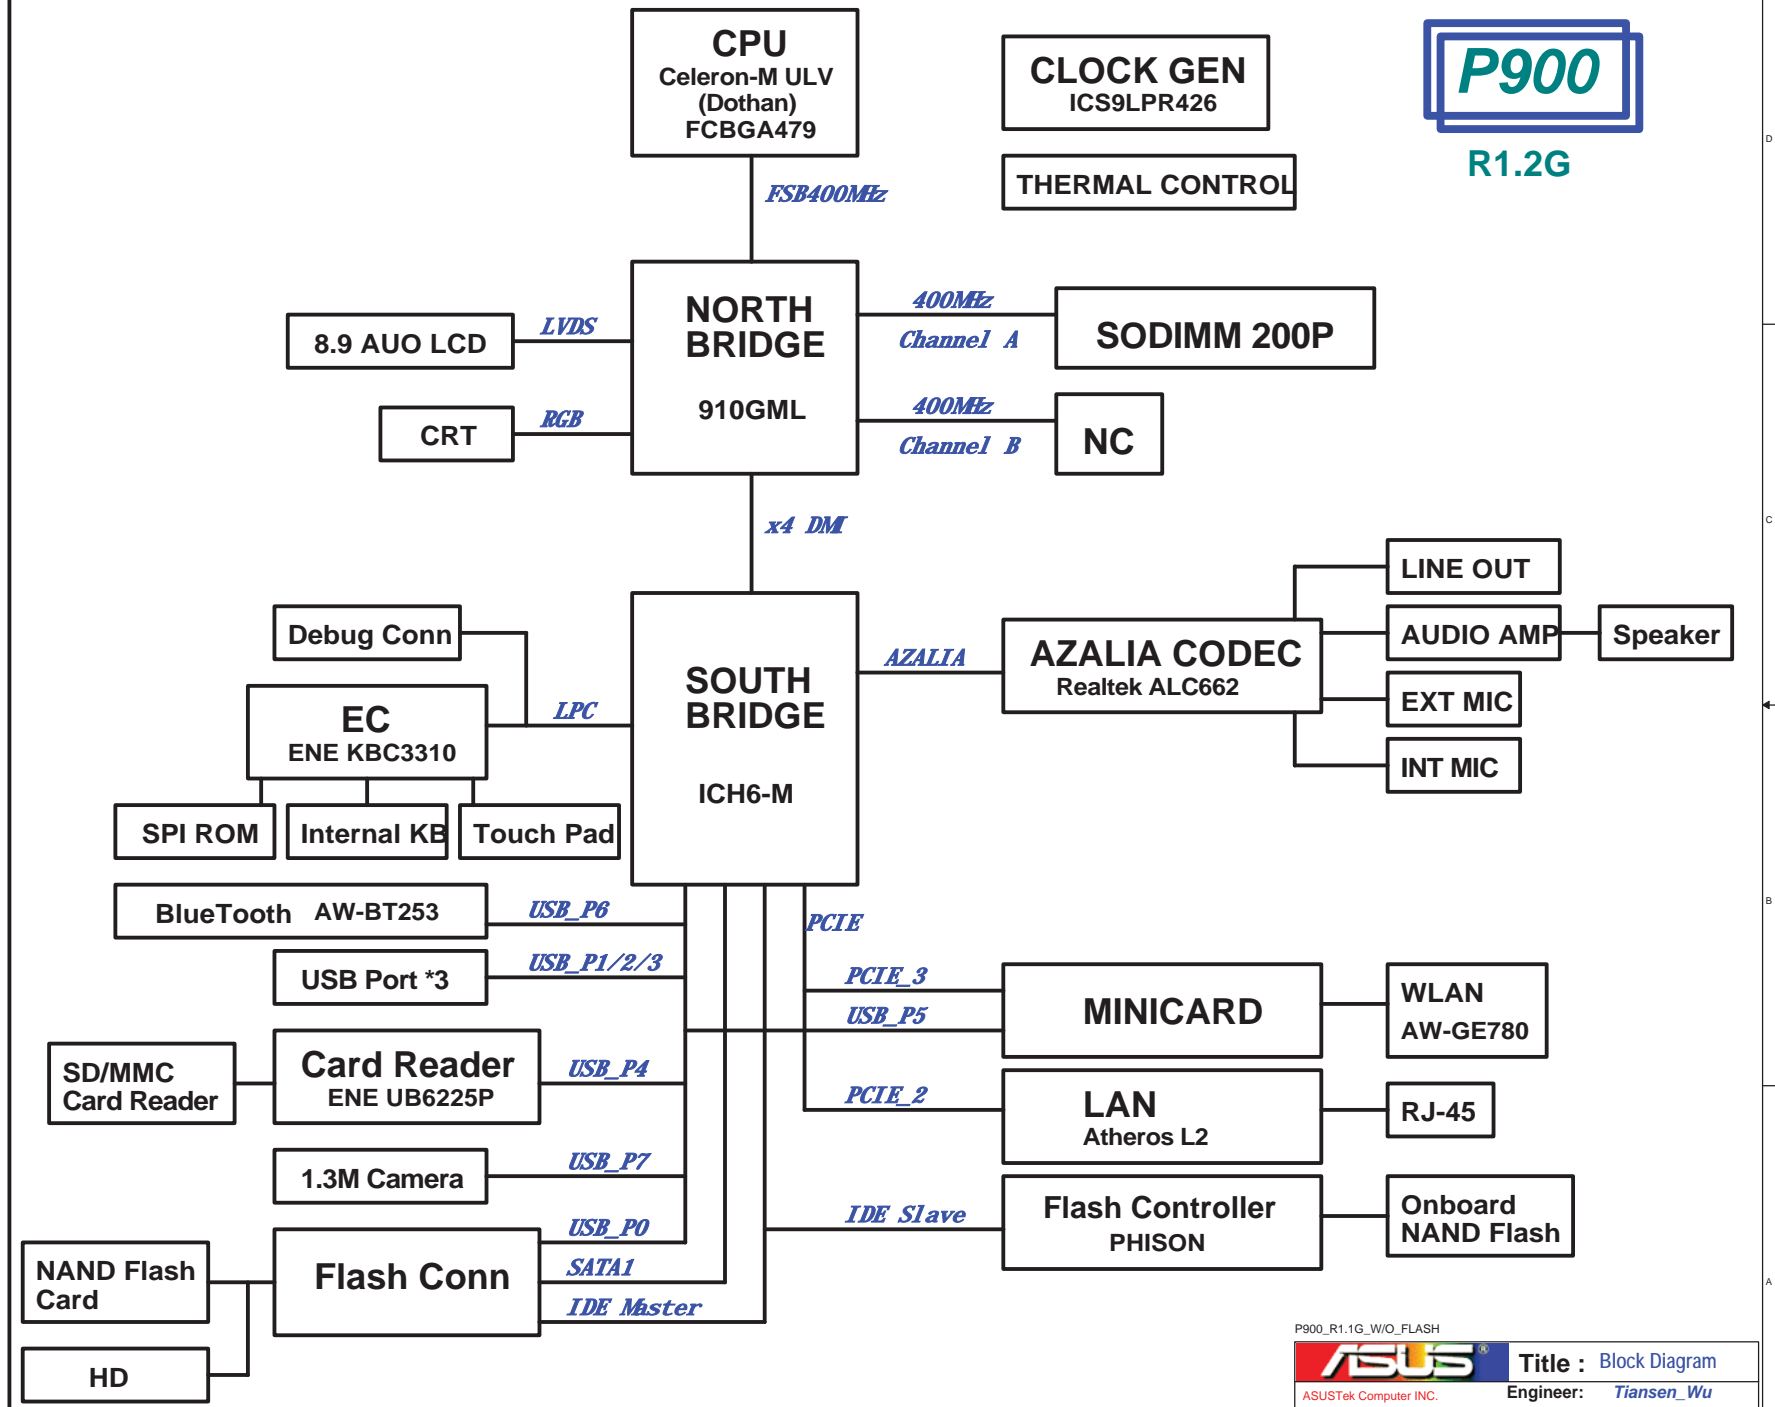 CPU
Celeron-M ULV
(Dothan)
FCBGA479
CLOCK GEN
ICS9LPR426
THERMAL CONTROL
P900
R1.2G
D
FSB400MHz
NORTH
BRIDGE
910GML
8.9 AUO LCD
LVDS
CRT
RGB
400MHz
Channel A
SODIMM 200P
400MHz
Channel B
NC
x4 DMI
C
SOUTH
BRIDGE
ICH6-M
Debug Conn
EC
ENE KBC3310
LPC
SPI ROM
Internal KB
Touch Pad
AZALIA
AZALIA CODEC
Realtek ALC662
LINE OUT
AUDIO AMP
Speaker
EXT MIC
INT MIC
BlueTooth AW-BT253
USB_P6
PCIE
B
USB Port *3
USB_P1/2/3
PCIE_3
USB_P5
MINICARD
WLAN
AW-GE780
SD/MMC
Card Reader
Card Reader
ENE UB6225P
USB_P4
PCIE_2
LAN
Atheros L2
RJ-45
1.3M Camera
USB_P7
IDE Slave
Flash Controller
PHISON
Onboard
NAND Flash
NAND Flash
Card
HD
Flash Conn
USB_P0
SATA1
IDE Master
A
P900_R1.1G_W/O_FLASH
ASUS®
Title : Block Diagram
ASUSTek Computer INC.
Engineer: Tiansen_Wu